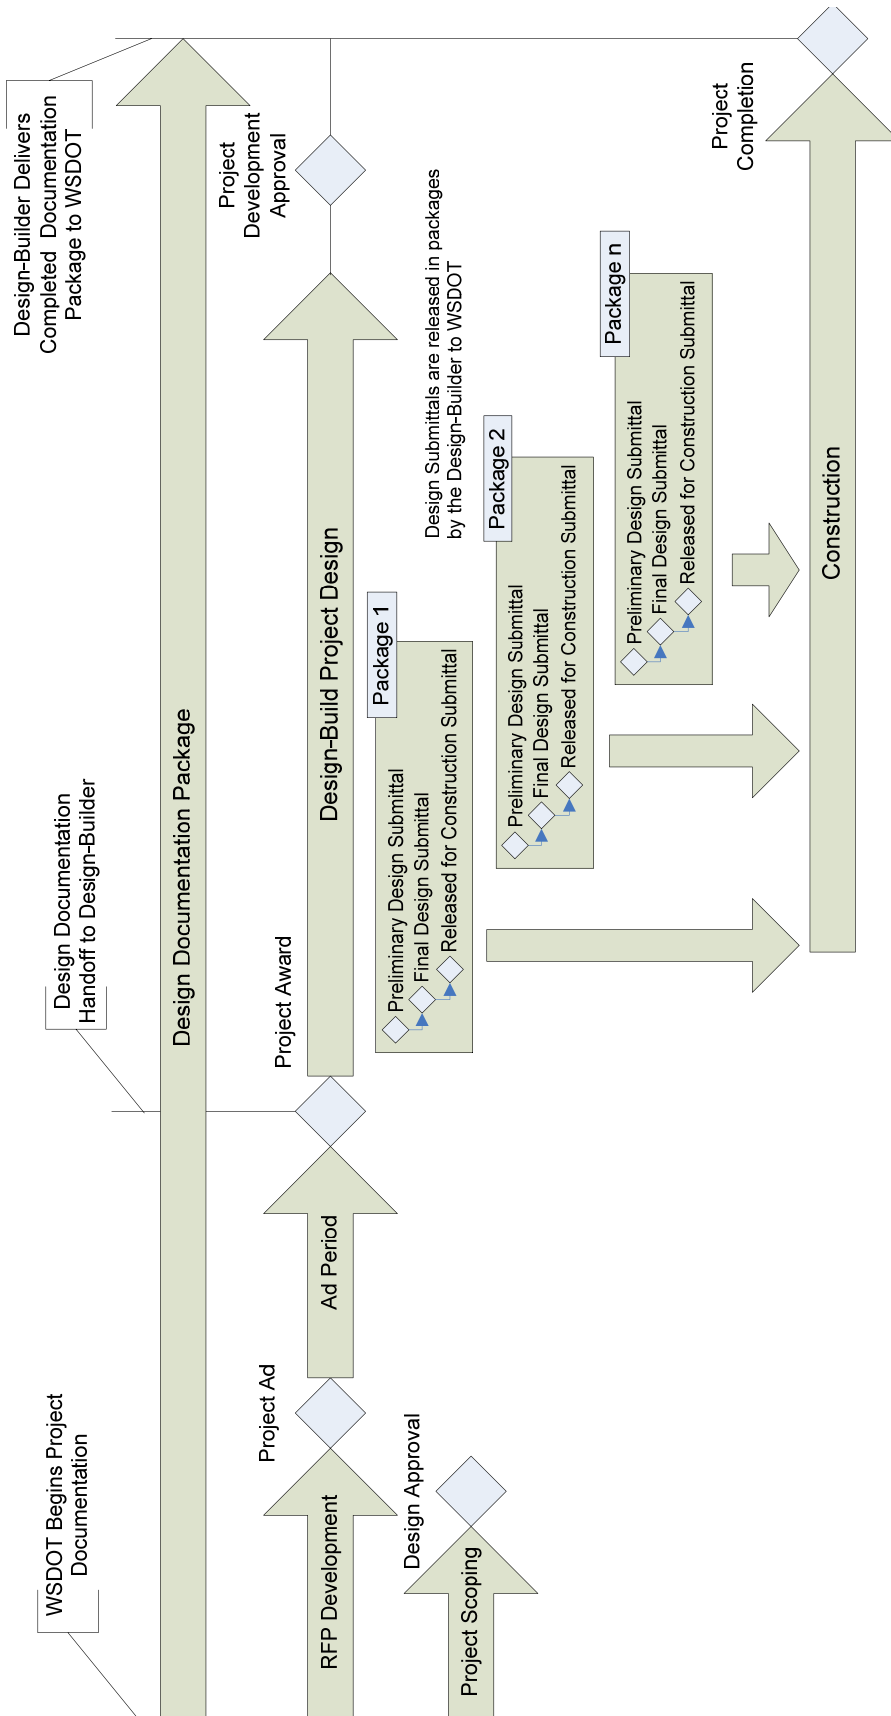 WSDOT Begins Project
Documentation
Design Documentation
Handoff to Design-Builder
Design-Builder Delivers
Completed Documentation
Package to WSDOT
Design Documentation Package
RFP Development
Project Ad
Ad Period
Project Award
Design-Build Project Design
Project
Development
Approval
Project Scoping
Design Approval
Package 1
Preliminary Design Submittal
Final Design Submittal
Released for Construction Submittal
Design Submittals are released in packages
by the Design-Builder to WSDOT
Package 2
Preliminary Design Submittal
Final Design Submittal
Released for Construction Submittal
Package n
Preliminary Design Submittal
Final Design Submittal
Released for Construction Submittal
Construction
Project
Completion